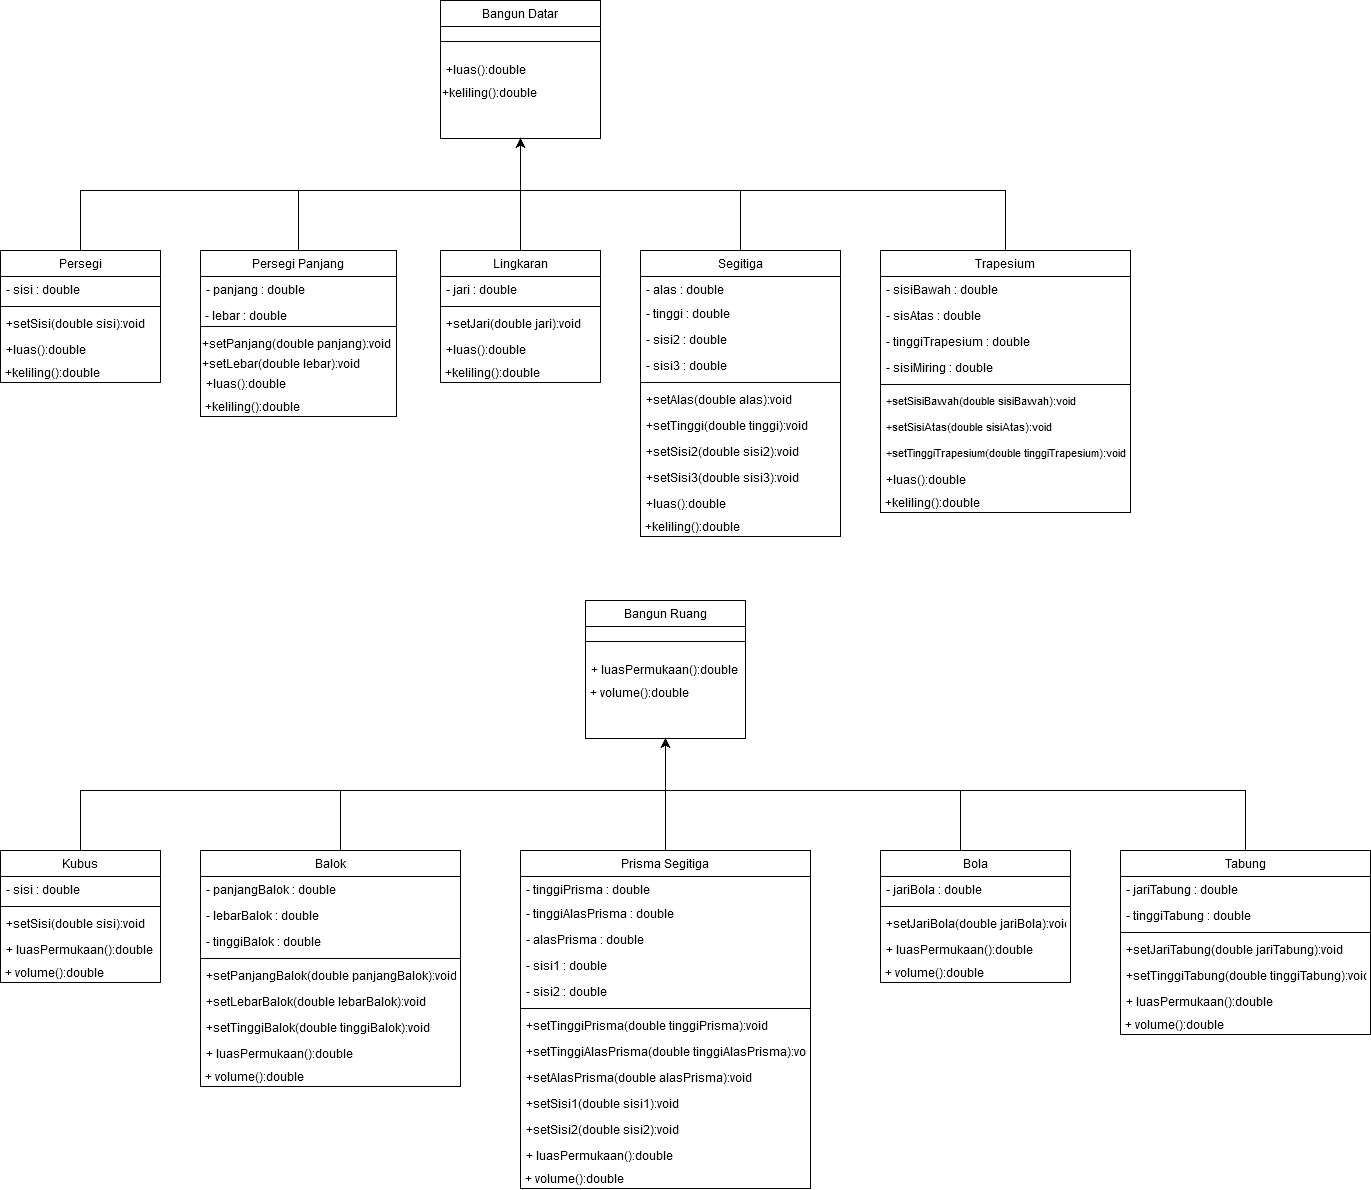 Bangun Datar
+luas():double
+keliling():double
Persegi
- sisi : double
+setSisi(double sisi):void
+luas():double
+keliling():double
Persegi Panjang
- panjang : double
- lebar : double
+setPanjang(double panjang):void
+setLebar(double lebar):void
+luas():double
+keliling():double
Lingkaran
- jari : double
+setJari(double jari):void
+luas():double
+keliling():double
Segitiga
- alas : double
- tinggi : double
- sisi2 : double
- sisi3 : double
+setAlas(double alas):void
+setTinggi(double tinggi):void
+setSisi2(double sisi2):void
+setSisi3(double sisi3):void
+luas():double
+keliling():double
Trapesium
- sisiBawah : double
- sisAtas : double
- tinggiTrapesium : double
- sisiMiring : double
+setSisiBawah(double sisiBawah):void
+setSisiAtas(double sisiAtas):void
+setTinggiTrapesium(double tinggiTrapesium):void
+luas():double
+keliling():double
Bangun Ruang
+ luasPermukaan():double
+ volume():double
Kubus
- sisi : double
+setSisi(double sisi):void
+ luasPermukaan():double
+ volume():double
Balok
- panjangBalok : double
- lebarBalok : double
- tinggiBalok : double
+setPanjangBalok(double panjangBalok):void
+setLebarBalok(double lebarBalok):void
+setTinggiBalok(double tinggiBalok):void
+ luasPermukaan():double
+ volume():double
Prisma Segitiga
- tinggiPrisma : double
- tinggiAlasPrisma : double
- alasPrisma : double
- sisi1 : double
- sisi2 : double
+setTinggiPrisma(double tinggiPrisma):void
+setTinggiAlasPrisma(double tinggiAlasPrisma):vo
+setAlasPrisma(double alasPrisma):void
+setSisi1(double sisi1):void
+setSisi2(double sisi2):void
+ luasPermukaan():double
+ volume():double
Bola
- jariBola : double
+setJariBola(double jariBola):voi
+ luasPermukaan():double
+ volume():double
Tabung
- jariTabung : double
- tinggiTabung : double
+setJariTabung(double jariTabung):void
+setTinggiTabung(double tinggiTabung):voi
+ luasPermukaan():double
+ volume():double